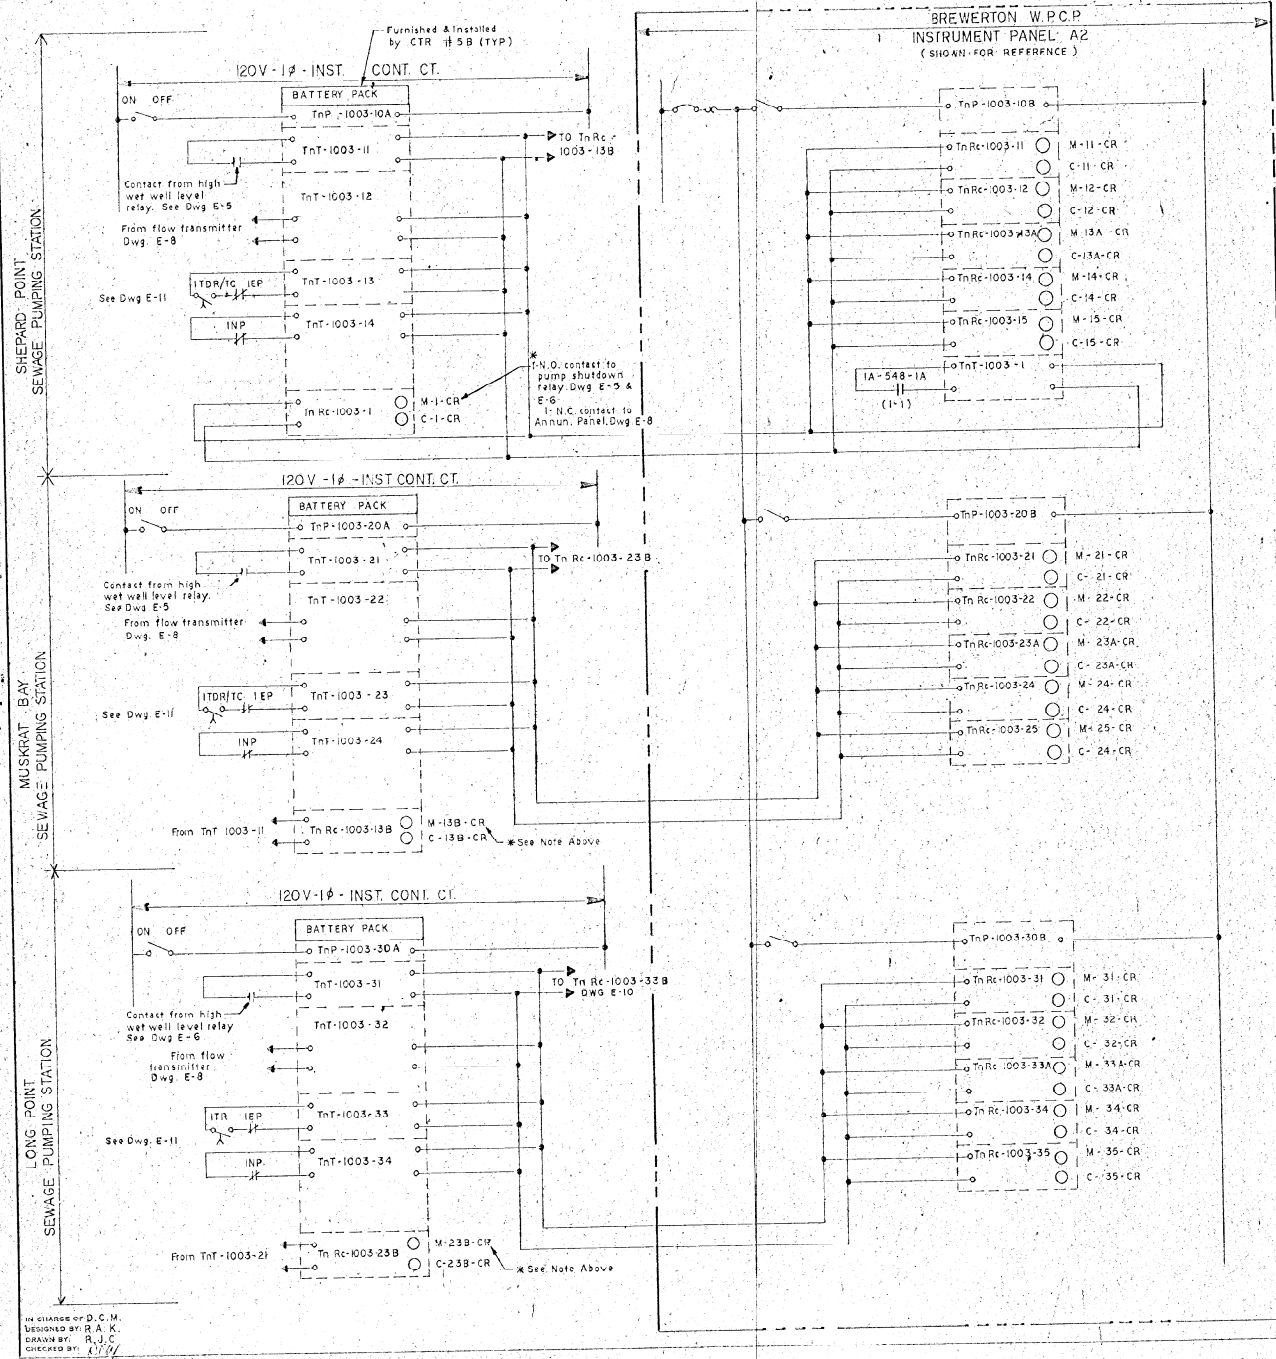 BREWERTON W.P.C.P.
INSTRUMENT PANEL A2
(SHOWN FOR REFERENCE)
Furnished & Installed
by CTR #5B (TYP)
SHEPARD POINT
SEWAGE PUMPING STATION
120V-1ø-INST. CONT. CT.
ON OFF
BATTERY PACK
TnP-1003-10A
TnT-1003-11
TO TnRc-
1003-13B
Contact from high
wet well level
relay. See Dwg E-5
TnT-1003-12
From flow transmitter
Dwg. E-8
See Dwg E-11
1TDR/TC 1EP
TnT-1003-13
INP
TnT-1003-14
*
1-N.O. contact to
pump shutdown
relay. Dwg E-5 &
E-6
1-N.C. contact to
Annun. Panel. Dwg E-8
Tn Rc-1003-1
M-1-CR
C-1-CR
TnP-1003-10B
TnRc-1003-11
M-11-CR
C-11-CR
TnRc-1003-12
M-12-CR
C-12-CR
TnRc-1003-13A
M-13A-CR
C-13A-CR
TnRc-1003-14
M-14-CR
C-14-CR
TnRc-1003-15
M-15-CR
C-15-CR
TnT-1003-1
1A-548-1A
(1-1)
MUSKRAT BAY
SEWAGE PUMPING STATION
120V-1ø-INST CONT. CT.
ON OFF
BATTERY PACK
TnP-1003-20A
TnT-1003-21
TO Tn Rc-1003-23B
Contact from high
wet well level relay.
See Dwg E-5
TnT-1003-22
From flow transmitter
Dwg. E-8
See Dwg. E-11
1TDR/TC 1EP
TnT-1003-23
INP
TnT-1003-24
From TnT 1003-11
Tn Rc-1003-13B
M-13B-CR
C-13B-CR
*See Note Above
TnP-1003-20B
TnRc-1003-21
M-21-CR
C-21-CR
TnRc-1003-22
M-22-CR
C-22-CR
TnRc-1003-23A
M-23A-CR
C-23A-CR
TnRc-1003-24
M-24-CR
C-24-CR
TnRc-1003-25
M-25-CR
C-24-CR
LONG POINT
SEWAGE PUMPING STATION
120V-1ø-INST. CONT. CT.
ON OFF
BATTERY PACK
TnP-1003-30A
TnT-1003-31
TO Tn Rc-1003-33B
DWG E-10
Contact from high
wet well level relay
See Dwg E-6
TnT-1003-32
From flow
transmitter
Dwg. E-8
See Dwg. E-11
1TR 1EP
TnT-1003-33
INP
TnT-1003-34
From TnT-1003-21
Tn Rc-1003-23B
M-23B-CR
C-23B-CR
*See Note Above
TnP-1003-30B
TnRc-1003-31
M-31-CR
C-31-CR
TnRc-1003-32
M-32-CR
C-32-CR
TnRc-1003-33A
M-33A-CR
C-33A-CR
TnRc-1003-34
M-34-CR
C-34-CR
TnRc-1003-35
M-35-CR
C-35-CR
IN CHARGE OF D.C.M.
DESIGNED BY: R.A.K.
DRAWN BY: R.J.C
CHECKED BY: